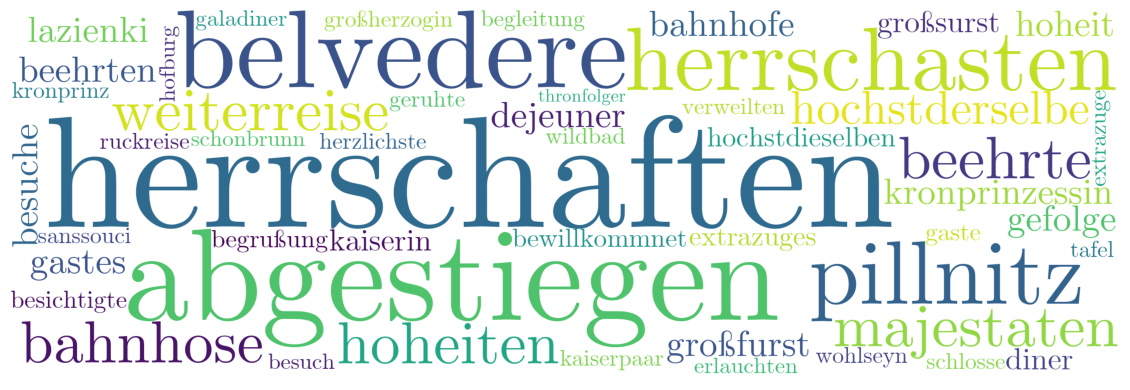 galadiner großherzogin begleitung
lazienki hofburg belvedere bahnhofe großsurst hoheit
beehrten herrschasten
kronprinz weiterreise geruhte thronfolger verweilten hochstderselbe extrazuge
dejeuner
ruckreise schonbrunn herzlichste wildbad hochstdieselben
besuche herrschaften beehrte
kronprinzessin
gefolge
sanssouci begrußung kaiserin bewillkommnet extrazuges gaste
tafel
gastes abgestiegen pillnitz
besichtigte
bahnhose hoheiten großfurst majestaten
besuch kaiserpaar erlauchten wohlseyn schlosse diner